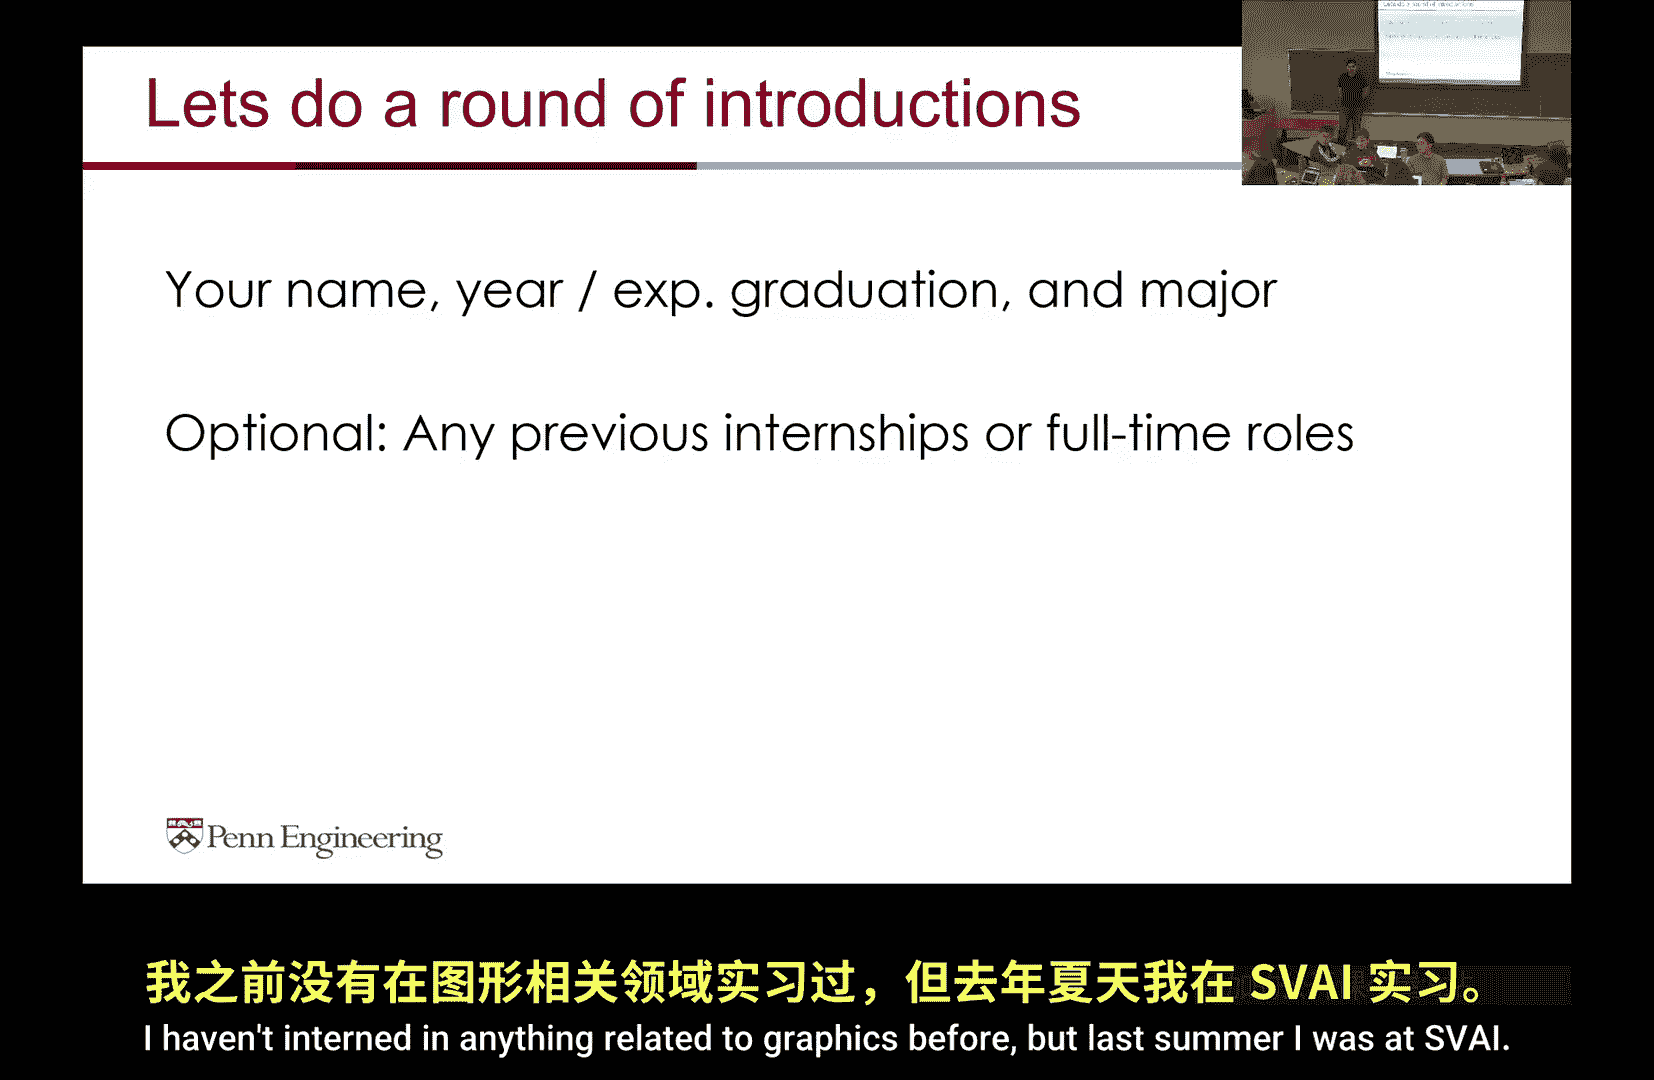 Lets do a round of introductions
Your name, year / exp. graduation, and major
Optional: Any previous internships or full-time roles
Penn Engineering
我之前没有在图形相关领域实习过，但去年夏天我在 SVAI 实习。
I haven't interned in anything related to graphics before, but last summer I was at SVAI.